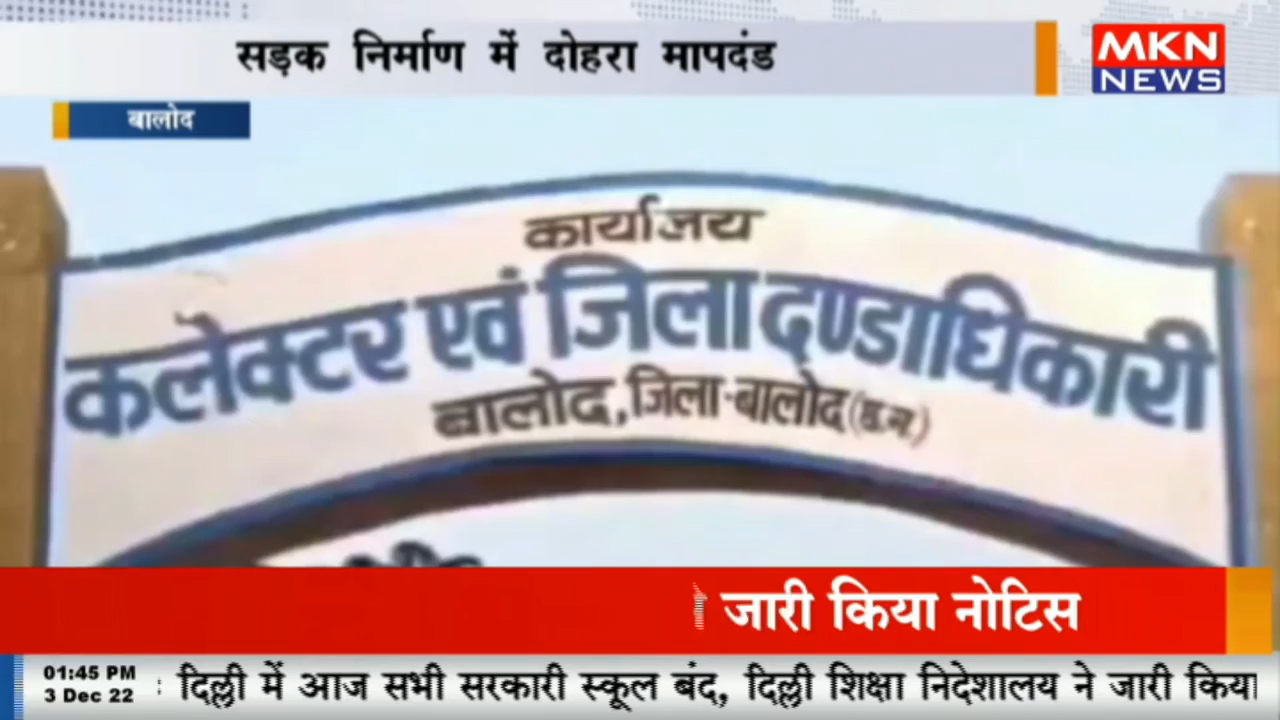 सड़क निर्माण में दोहरा मापदंड
MKN
NEWS
बालोद
कार्यालय
कलेक्टर एवं जिला दण्डाधिकारी
बालोद, जिला-बालोद (छ.ग.)
जारी किया नोटिस
01:45 PM
3 Dec 22
: दिल्ली में आज सभी सरकारी स्कूल बंद, दिल्ली शिक्षा निदेशालय ने जारी किया